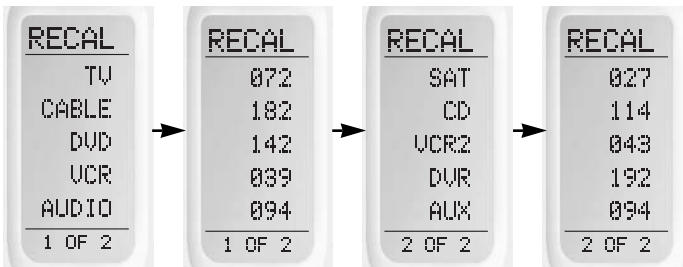 RECAL
TV
CABLE
DVD
VCR
AUDIO
1 OF 2
RECAL
072
182
142
039
094
1 OF 2
RECAL
SAT
CD
VCR2
DVR
AUX
2 OF 2
RECAL
027
114
043
192
094
2 OF 2